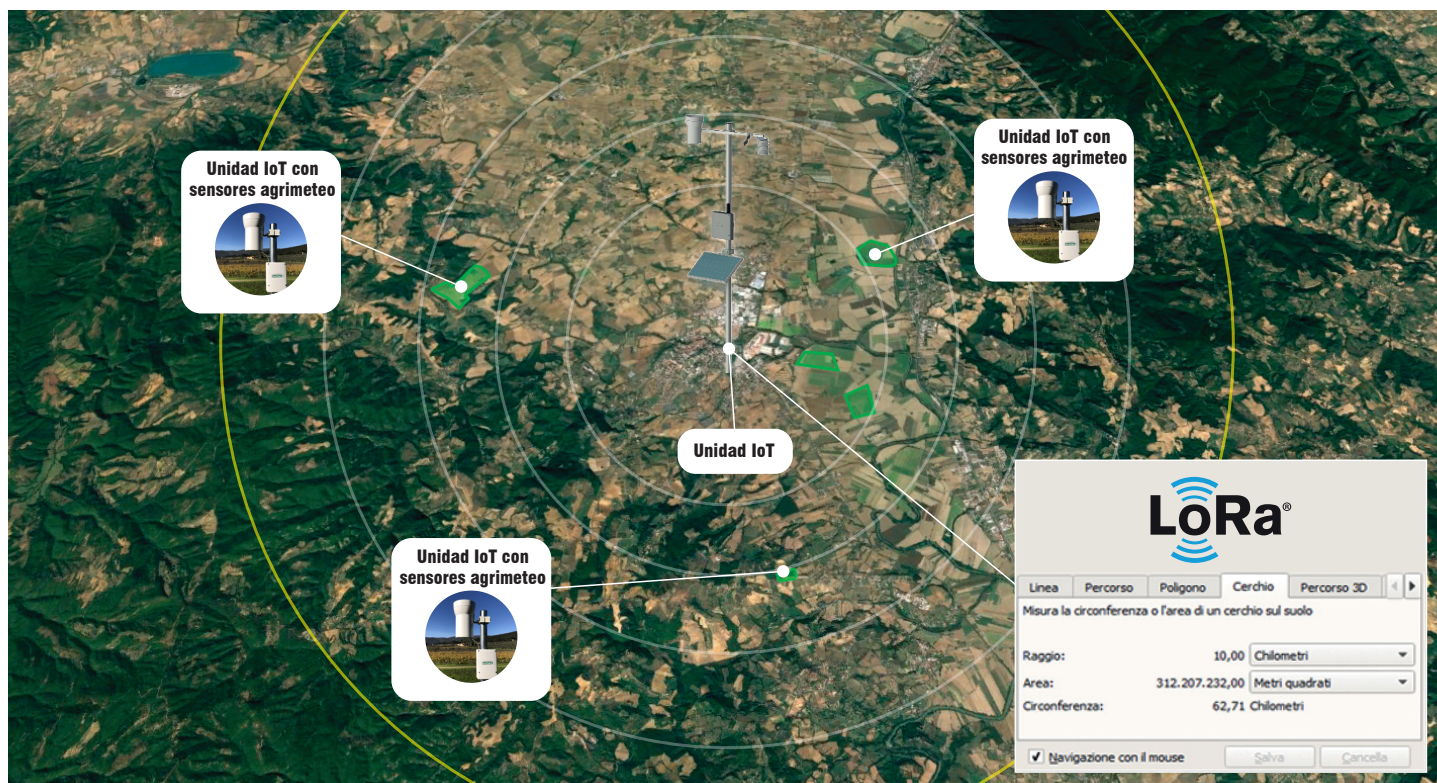 Unidad IoT con
sensores agrimeteo
Unidad IoT con
sensores agrimeteo
Unidad IoT
Unidad IoT con
sensores agrimeteo
LoRa®
Linea Percorso Poligono Cerchio Percorso 3D
Misura la circonferenza o l'area di un cerchio sul suolo
Raggio: 10,00 Chilometri
Area: 312.207.232,00 Metri quadrati
Circonferenza: 62,71 Chilometri
Navigazione con il mouse Salva Cancella